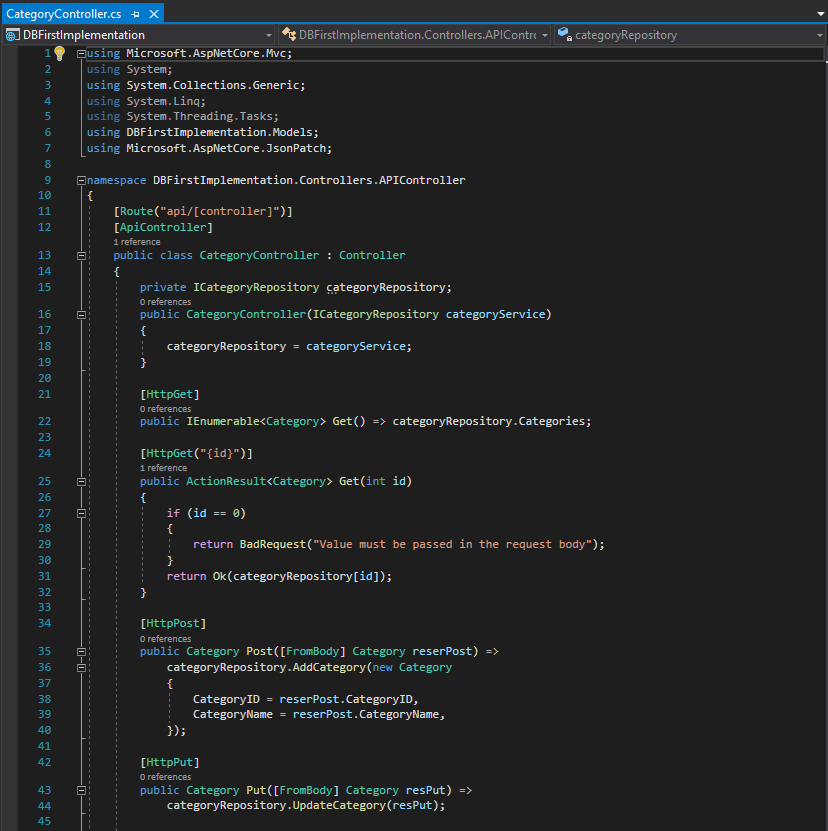 CategoryController.cs
DBFirstImplementation DBFirstImplementation.Controllers.APIContro categoryRepository
1 using Microsoft.AspNetCore.Mvc;
2 using System;
3 using System.Collections.Generic;
4 using System.Linq;
5 using System.Threading.Tasks;
6 using DBFirstImplementation.Models;
7 using Microsoft.AspNetCore.JsonPatch;
8
9 namespace DBFirstImplementation.Controllers.APIController
10 {
11 [Route("api/[controller]")]
12 [ApiController]
1 reference
13 public class CategoryController : Controller
14 {
15 private ICategoryRepository categoryRepository;
0 references
16 public CategoryController(ICategoryRepository categoryService)
17 {
18 categoryRepository = categoryService;
19 }
20
21 [HttpGet]
0 references
22 public IEnumerable<Category> Get() => categoryRepository.Categories;
23
24 [HttpGet("{id}")]
1 reference
25 public ActionResult<Category> Get(int id)
26 {
27 if (id == 0)
28 {
29 return BadRequest("Value must be passed in the request body");
30 }
31 return Ok(categoryRepository[id]);
32 }
33
34 [HttpPost]
0 references
35 public Category Post([FromBody] Category reserPost) =>
36 categoryRepository.AddCategory(new Category
37 {
38 CategoryID = reserPost.CategoryID,
39 CategoryName = reserPost.CategoryName,
40 });
41
42 [HttpPut]
0 references
43 public Category Put([FromBody] Category resPut) =>
44 categoryRepository.UpdateCategory(resPut);
45